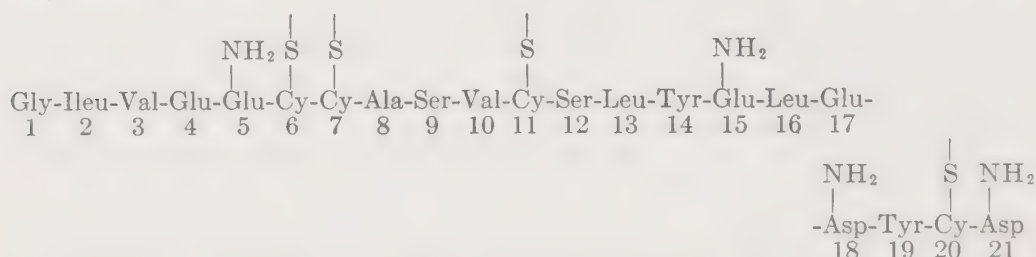 S
NH₂ S S NH₂
Gly-Ileu-Val-Glu-Glu-Cy-Cy-Ala-Ser-Val-Cy-Ser-Leu-Tyr-Glu-Leu-Glu-
1 2 3 4 5 6 7 8 9 10 11 12 13 14 15 16 17
NH₂ S NH₂
-Asp-Tyr-Cy-Asp
18 19 20 21